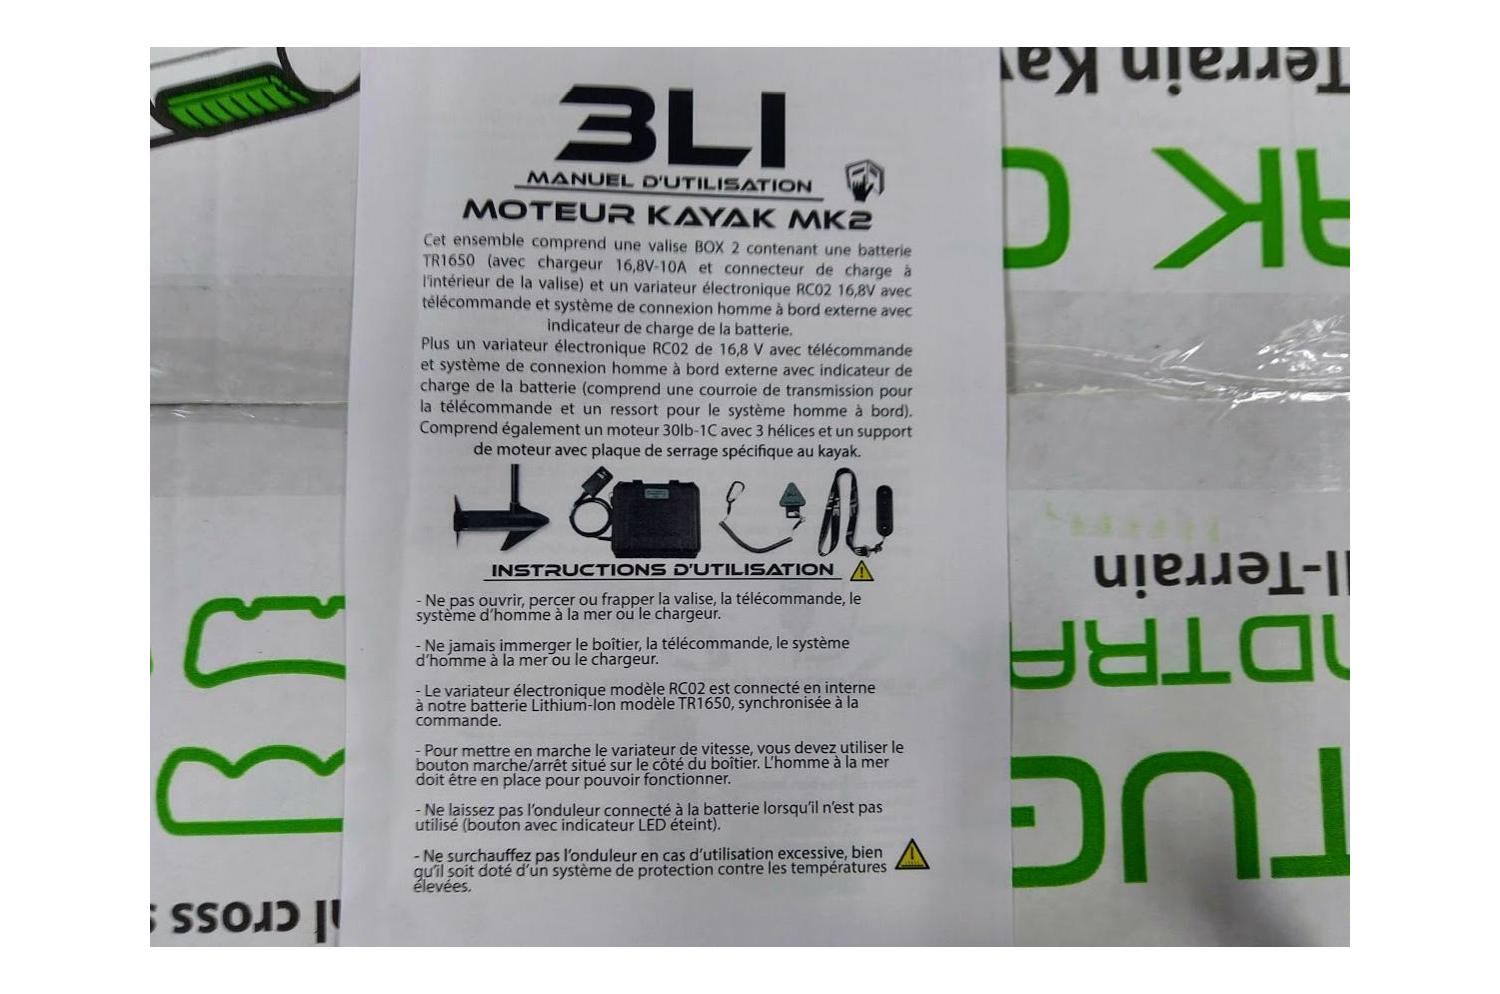 3LI
MANUEL D'UTILISATION
MOTEUR KAYAK MK2
Cet ensemble comprend une valise BOX 2 contenant une batterie
TR1650 (avec chargeur 16,8V-10A et connecteur de charge à
l'intérieur de la valise) et un variateur électronique RC02 16,8V avec
télécommande et système de connexion homme à bord externe avec
indicateur de charge de la batterie.
Plus un variateur électronique RC02 de 16,8 V avec télécommande
et système de connexion homme à bord externe avec indicateur de
charge de la batterie (comprend une courroie de transmission pour
la télécommande et un ressort pour le système homme à bord).
Comprend également un moteur 30lb-1C avec 3 hélices et un support
de moteur avec plaque de serrage spécifique au kayak.
3LI
3LI
INSTRUCTIONS D'UTILISATION
- Ne pas ouvrir, percer ou frapper la valise, la télécommande, le
système d'homme à la mer ou le chargeur.
- Ne jamais immerger le boîtier, la télécommande, le système
d'homme à la mer ou le chargeur.
- Le variateur électronique modèle RC02 est connecté en interne
à notre batterie Lithium-Ion modèle TR1650, synchronisée à la
commande.
- Pour mettre en marche le variateur de vitesse, vous devez utiliser le
bouton marche/arrêt situé sur le côté du boîtier. L'homme à la mer
doit être en place pour pouvoir fonctionner.
- Ne laissez pas l'onduleur connecté à la batterie lorsqu'il n'est pas
utilisé (bouton avec indicateur LED éteint).
- Ne surchauffez pas l'onduleur en cas d'utilisation excessive, bien
qu'il soit doté d'un système de protection contre les températures
élevées.
Terrain Kay
AK C
ll-Terrain
NDTRA
TUG
l cross s